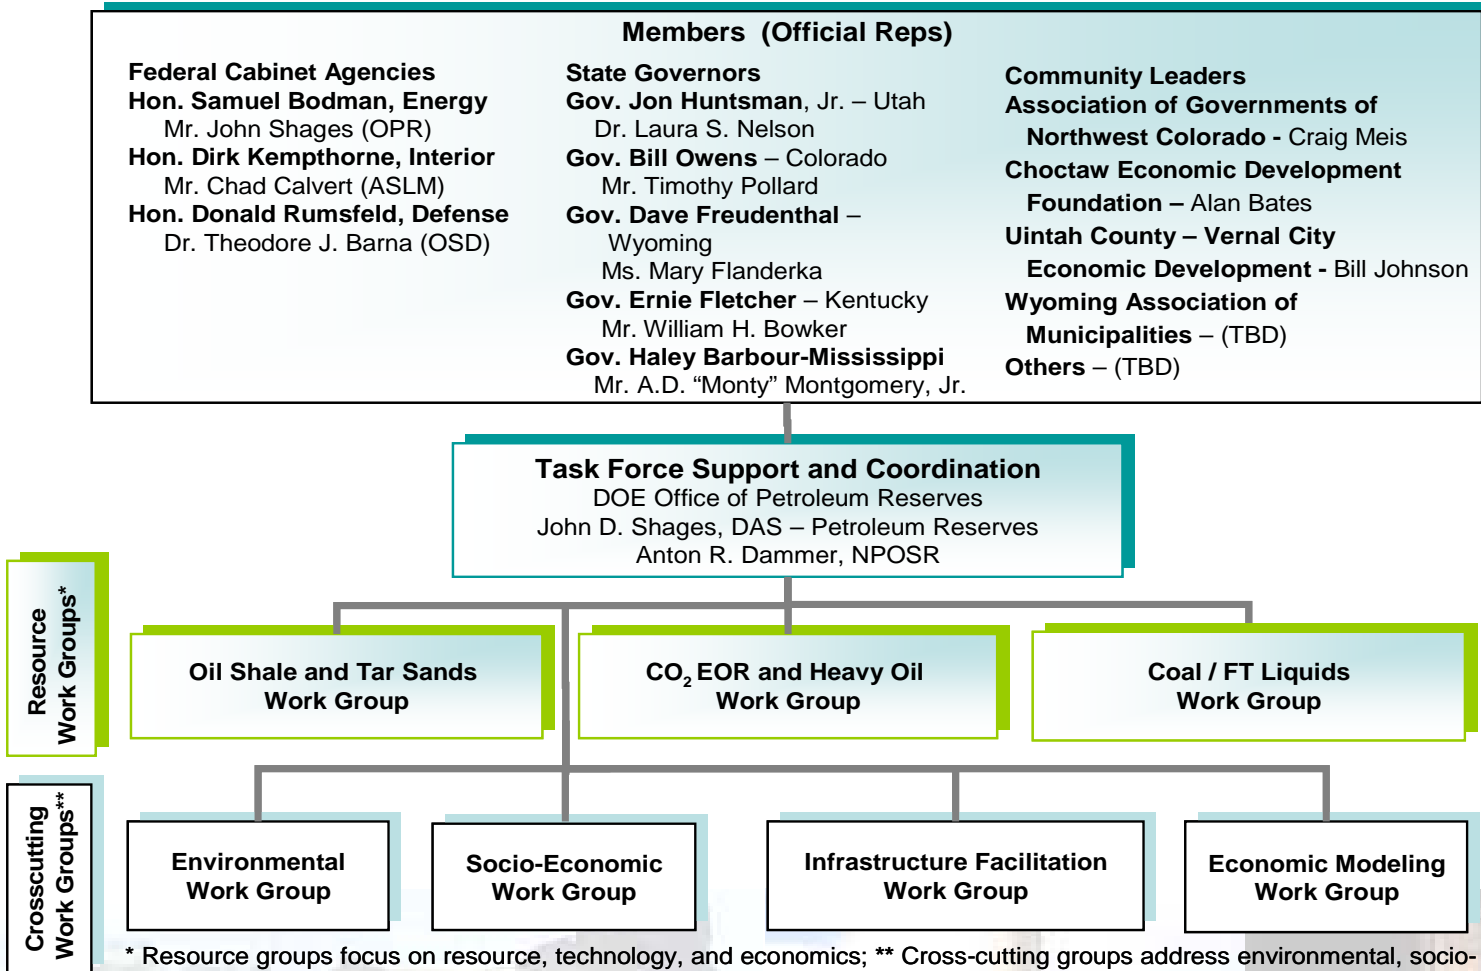 Members (Official Reps)
Federal Cabinet Agencies
Hon. Samuel Bodman, Energy
Mr. John Shages (OPR)
Hon. Dirk Kempthorne, Interior
Mr. Chad Calvert (ASLM)
Hon. Donald Rumsfeld, Defense
Dr. Theodore J. Barna (OSD)
State Governors
Gov. Jon Huntsman, Jr. – Utah
Dr. Laura S. Nelson
Gov. Bill Owens – Colorado
Mr. Timothy Pollard
Gov. Dave Freudenthal –
Wyoming
Ms. Mary Flanderka
Gov. Ernie Fletcher – Kentucky
Mr. William H. Bowker
Gov. Haley Barbour-Mississippi
Mr. A.D. “Monty” Montgomery, Jr.
Community Leaders
Association of Governments of
Northwest Colorado - Craig Meis
Choctaw Economic Development
Foundation – Alan Bates
Uintah County – Vernal City
Economic Development - Bill Johnson
Wyoming Association of
Municipalities – (TBD)
Others – (TBD)
Task Force Support and Coordination
DOE Office of Petroleum Reserves
John D. Shages, DAS – Petroleum Reserves
Anton R. Dammer, NPOSR
Resource
Work Groups*
Oil Shale and Tar Sands
Work Group
CO₂ EOR and Heavy Oil
Work Group
Coal / FT Liquids
Work Group
Crosscutting
Work Groups**
Environmental
Work Group
Socio-Economic
Work Group
Infrastructure Facilitation
Work Group
Economic Modeling
Work Group
* Resource groups focus on resource, technology, and economics; ** Cross-cutting groups address environmental, socio-